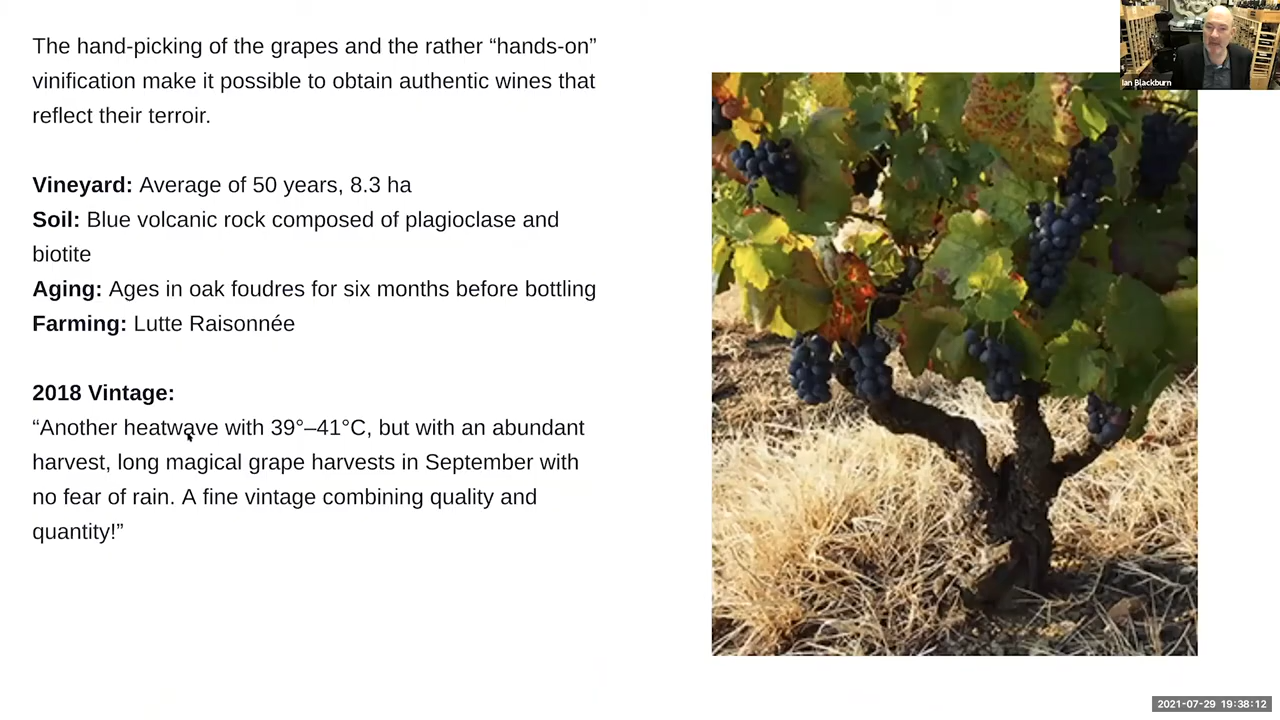 The hand-picking of the grapes and the rather “hands-on”
vinification make it possible to obtain authentic wines that
reflect their terroir.
Vineyard: Average of 50 years, 8.3 ha
Soil: Blue volcanic rock composed of plagioclase and
biotite
Aging: Ages in oak foudres for six months before bottling
Farming: Lutte Raisonnée
2018 Vintage:
“Another heatwave with 39°–41°C, but with an abundant
harvest, long magical grape harvests in September with
no fear of rain. A fine vintage combining quality and
quantity!”
Ian Blackburn
2021-07-29 19:38:12